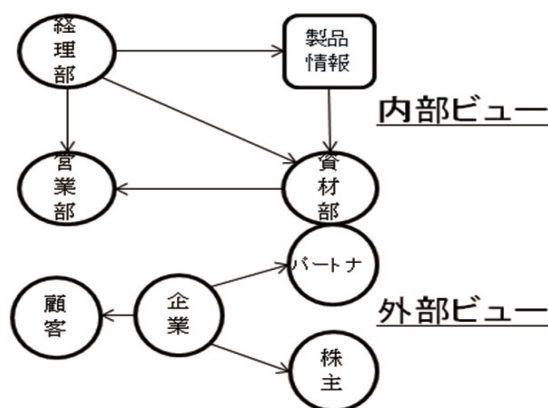 経理部
製品
情報
内部ビュー
営業部
資材部
パートナ
顧客
企業
外部ビュー
株主